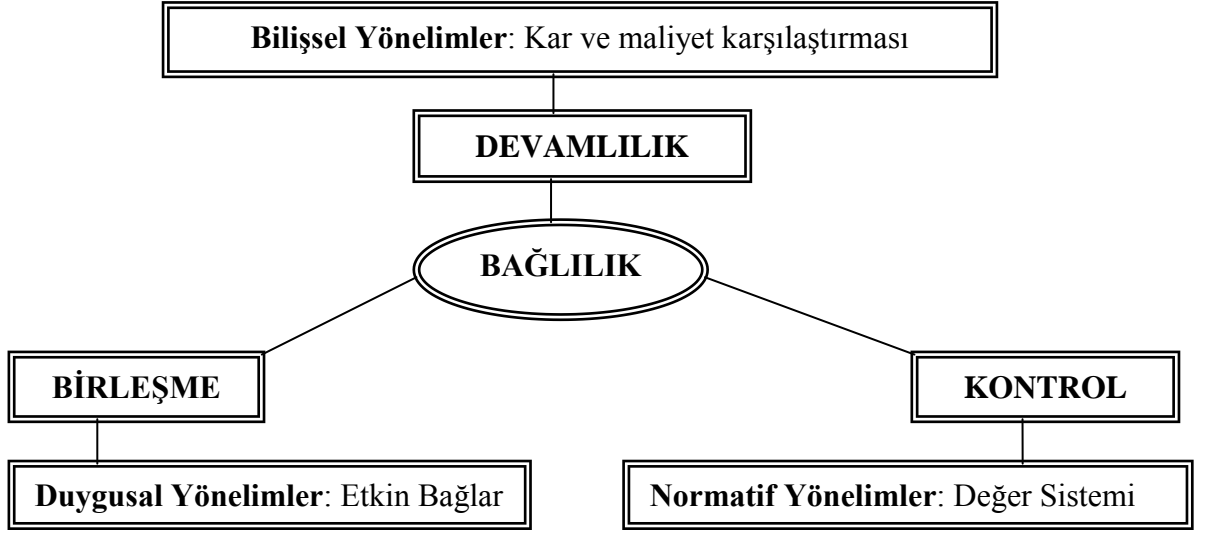 Bilişsel Yönelimler: Kar ve maliyet karşılaştırması
DEVAMLILIK
BAĞLILIK
BİRLEŞME
KONTROL
Duygusal Yönelimler: Etkin Bağlar
Normatif Yönelimler: Değer Sistemi